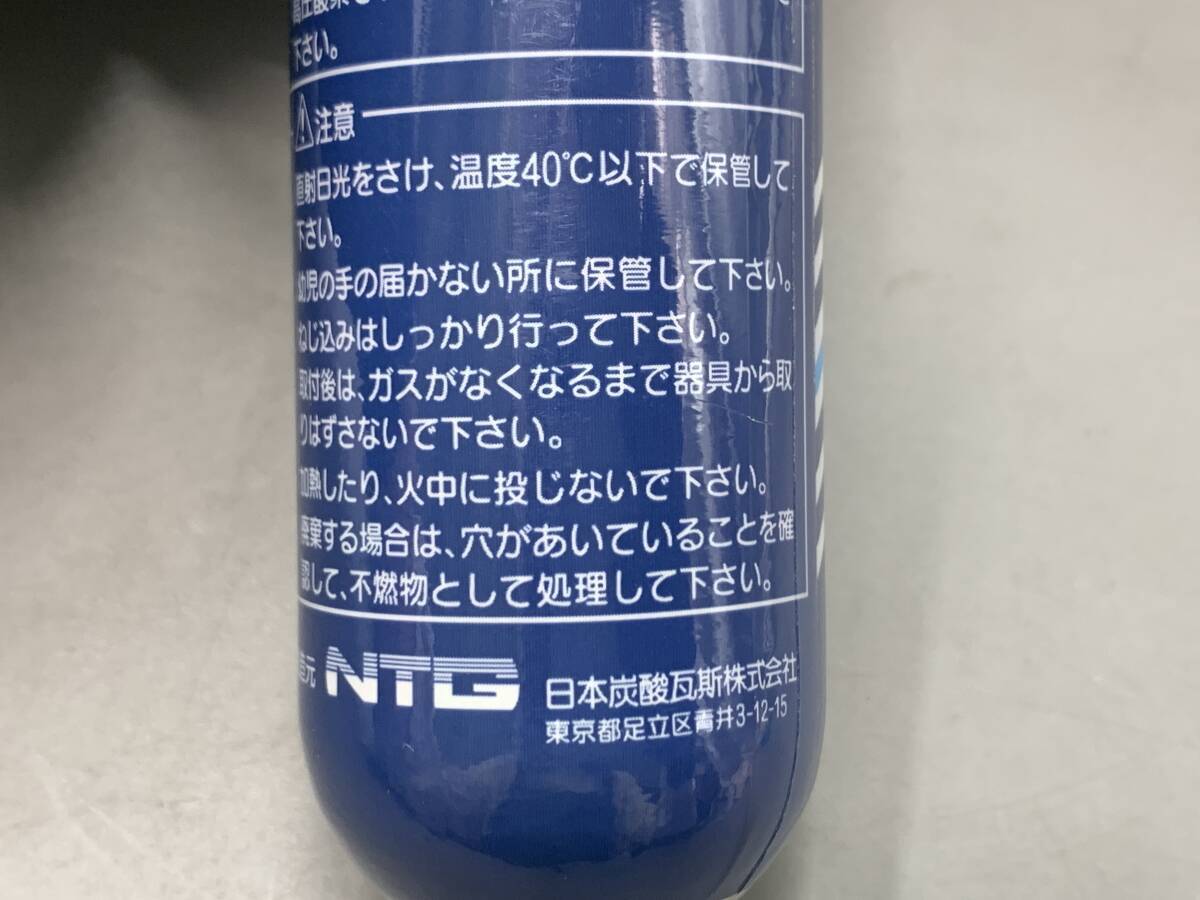 高圧酸素
下さい。
注意
直射日光をさけ、温度40℃以下で保管して
下さい。
幼児の手の届かない所に保管して下さい。
ねじ込みはしっかり行って下さい。
取付後は、ガスがなくなるまで器具から取
りはずさないで下さい。
加熱したり、火中に投じないで下さい。
廃棄する場合は、穴があいていることを確
認して、不燃物として処理して下さい。
造元 NTG 日本炭酸瓦斯株式会社
東京都足立区青井3-12-15